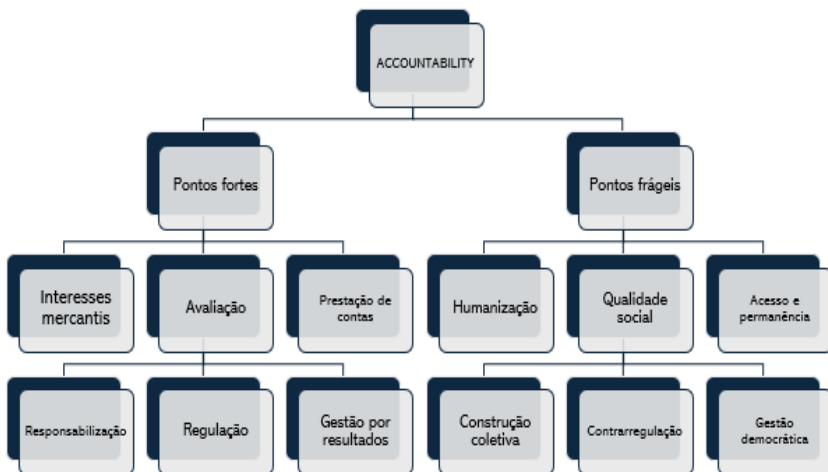 ACCOUNTABILITY
Pontos fortes
Pontos frágeis
Interesses
mercantis
Avaliação
Prestação de
contas
Humanização
Qualidade
social
Acesso e
permanência
Responsabilização
Regulação
Gestão por
resultados
Construção
coletiva
Contrarregulação
Gestão
democrática